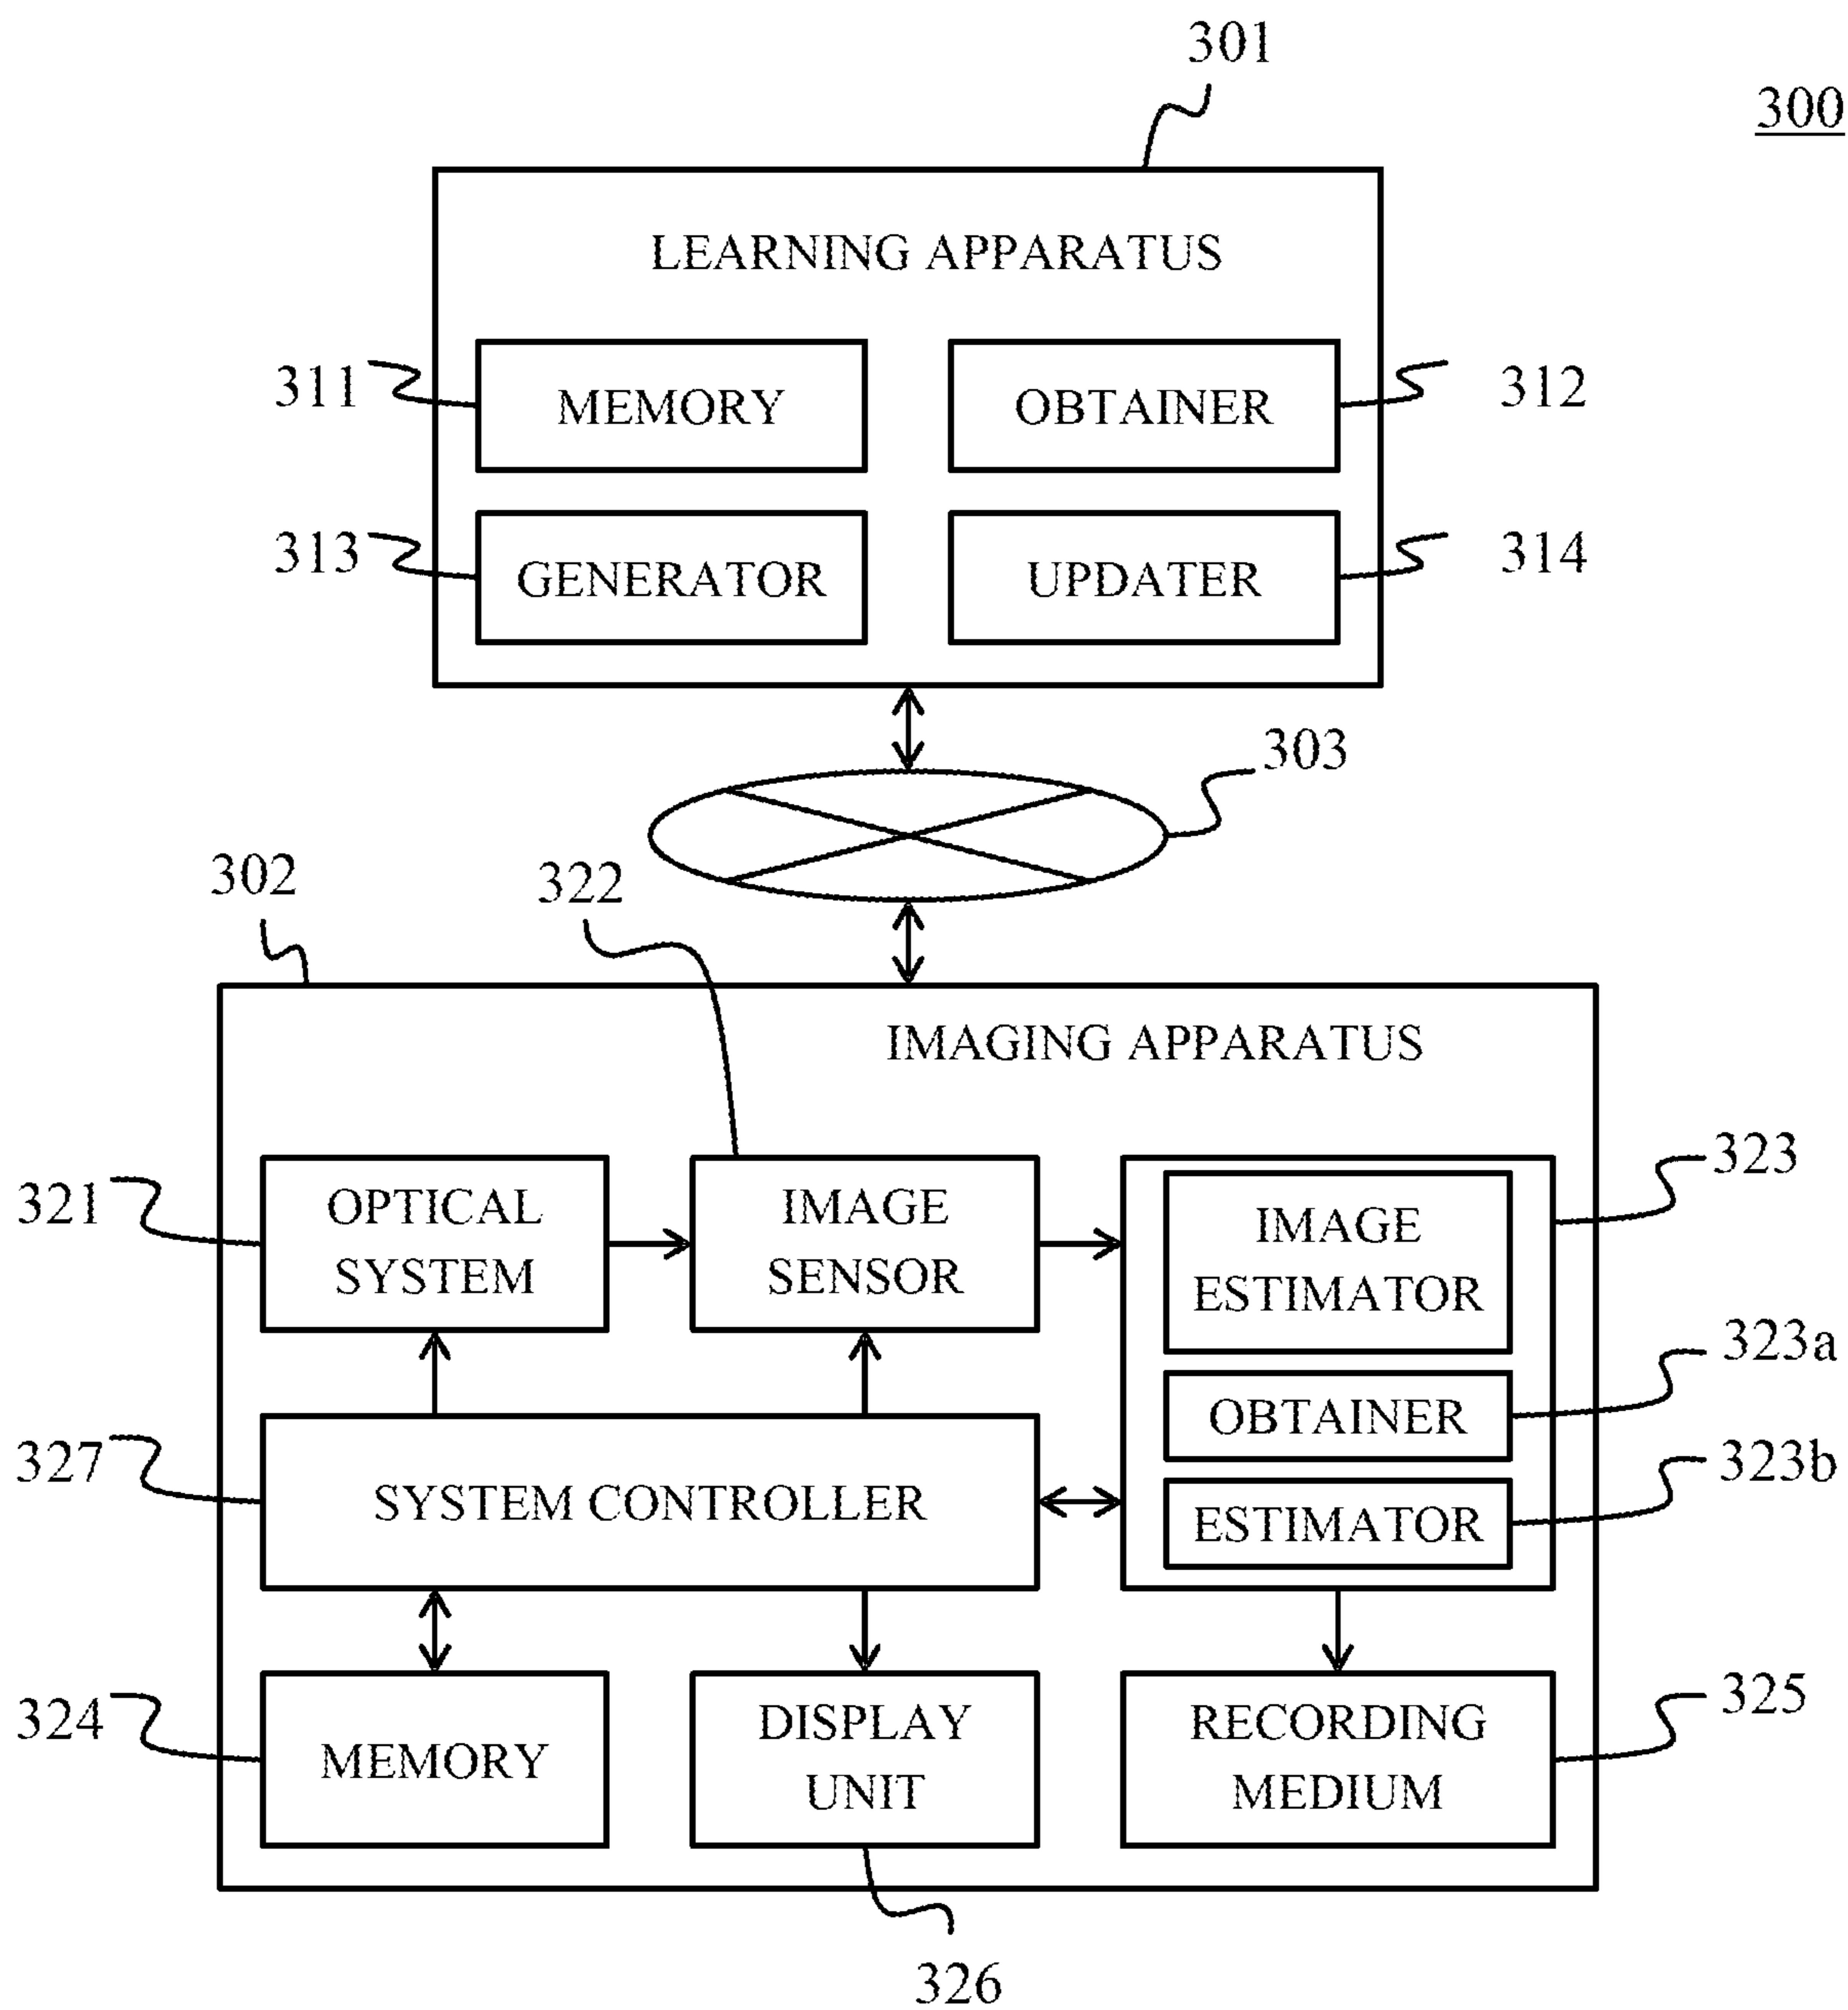 301
300
LEARNING APPARATUS
311
MEMORY
OBTAINER
312
313
GENERATOR
UPDATER
314
303
302
322
IMAGING APPARATUS
321
OPTICAL
SYSTEM
IMAGE
SENSOR
IMAGE
ESTIMATOR
323
OBTAINER
323a
327
SYSTEM CONTROLLER
ESTIMATOR
323b
324
MEMORY
DISPLAY
UNIT
RECORDING
MEDIUM
325
326